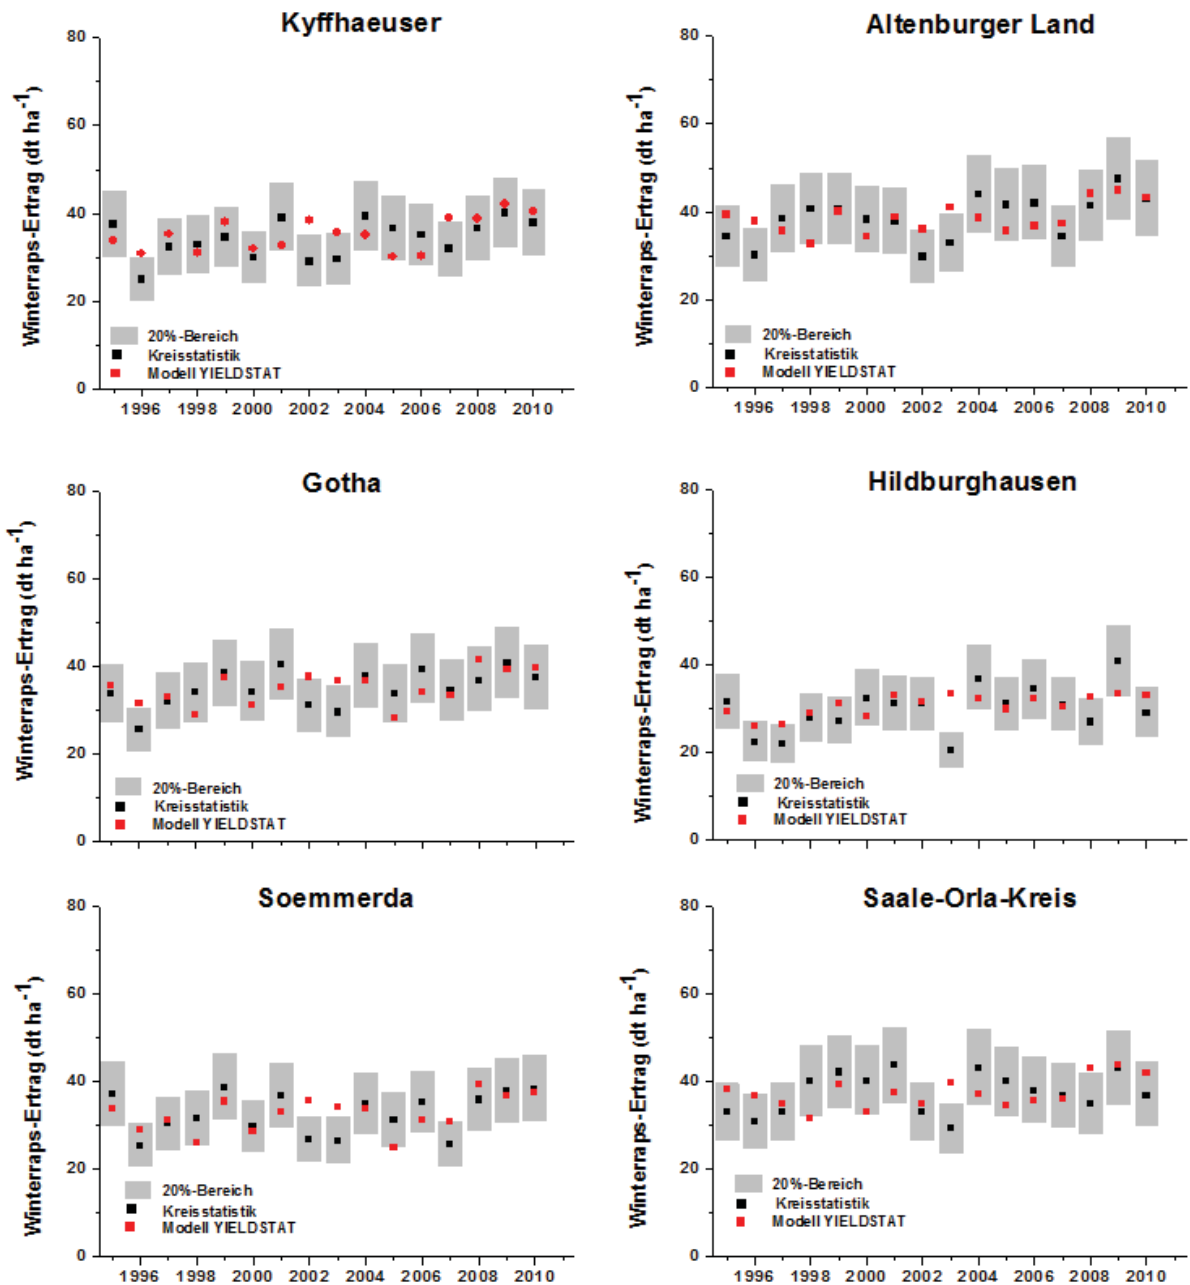 Kyffhaeuser
Winterraps-Ertrag (dt ha-1)
80
60
40
20
0
20%-Bereich
Kreisstatistik
Modell YIELDSTAT
1996 1998 2000 2002 2004 2006 2008 2010
Altenburger Land
Winterraps-Ertrag (dt ha-1)
80
60
40
20
0
20%-Bereich
Kreisstatistik
Modell YIELDSTAT
1996 1998 2000 2002 2004 2006 2008 2010
Gotha
Winterraps-Ertrag (dt ha-1)
80
60
40
20
0
20%-Bereich
Kreisstatistik
Modell YIELDSTAT
Hildburghausen
Winterraps-Ertrag (dt ha-1)
80
60
40
20
0
20%-Bereich
Kreisstatistik
Modell YIELDSTAT
Soemmerda
Winterraps-Ertrag (dt ha-1)
80
60
40
20
0
20%-Bereich
Kreisstatistik
Modell YIELDSTAT
1996 1998 2000 2002 2004 2006 2008 2010
Saale-Orla-Kreis
Winterraps-Ertrag (dt ha-1)
80
60
40
20
0
20%-Bereich
Kreisstatistik
Modell YIELDSTAT
1996 1998 2000 2002 2004 2006 2008 2010